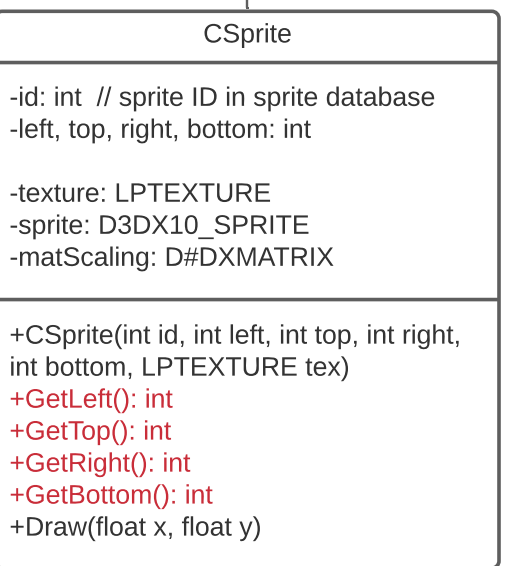 CSprite
-id: int  // sprite ID in sprite database
-left, top, right, bottom: int
-texture: LPTEXTURE
-sprite: D3DX10_SPRITE
-matScaling: D#DXMATRIX
+CSprite(int id, int left, int top, int right,
int bottom, LPTEXTURE tex)
+GetLeft(): int
+GetTop(): int
+GetRight(): int
+GetBottom(): int
+Draw(float x, float y)